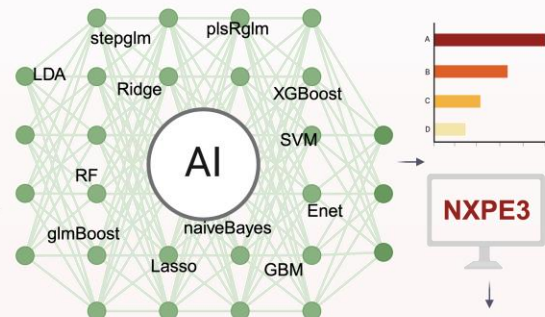 stepglm
plsRglm
LDA
Ridge
XGBoost
AI
SVM
RF
Enet
glmBoost
naiveBayes
Lasso
GBM
A
B
C
D
NXPE3